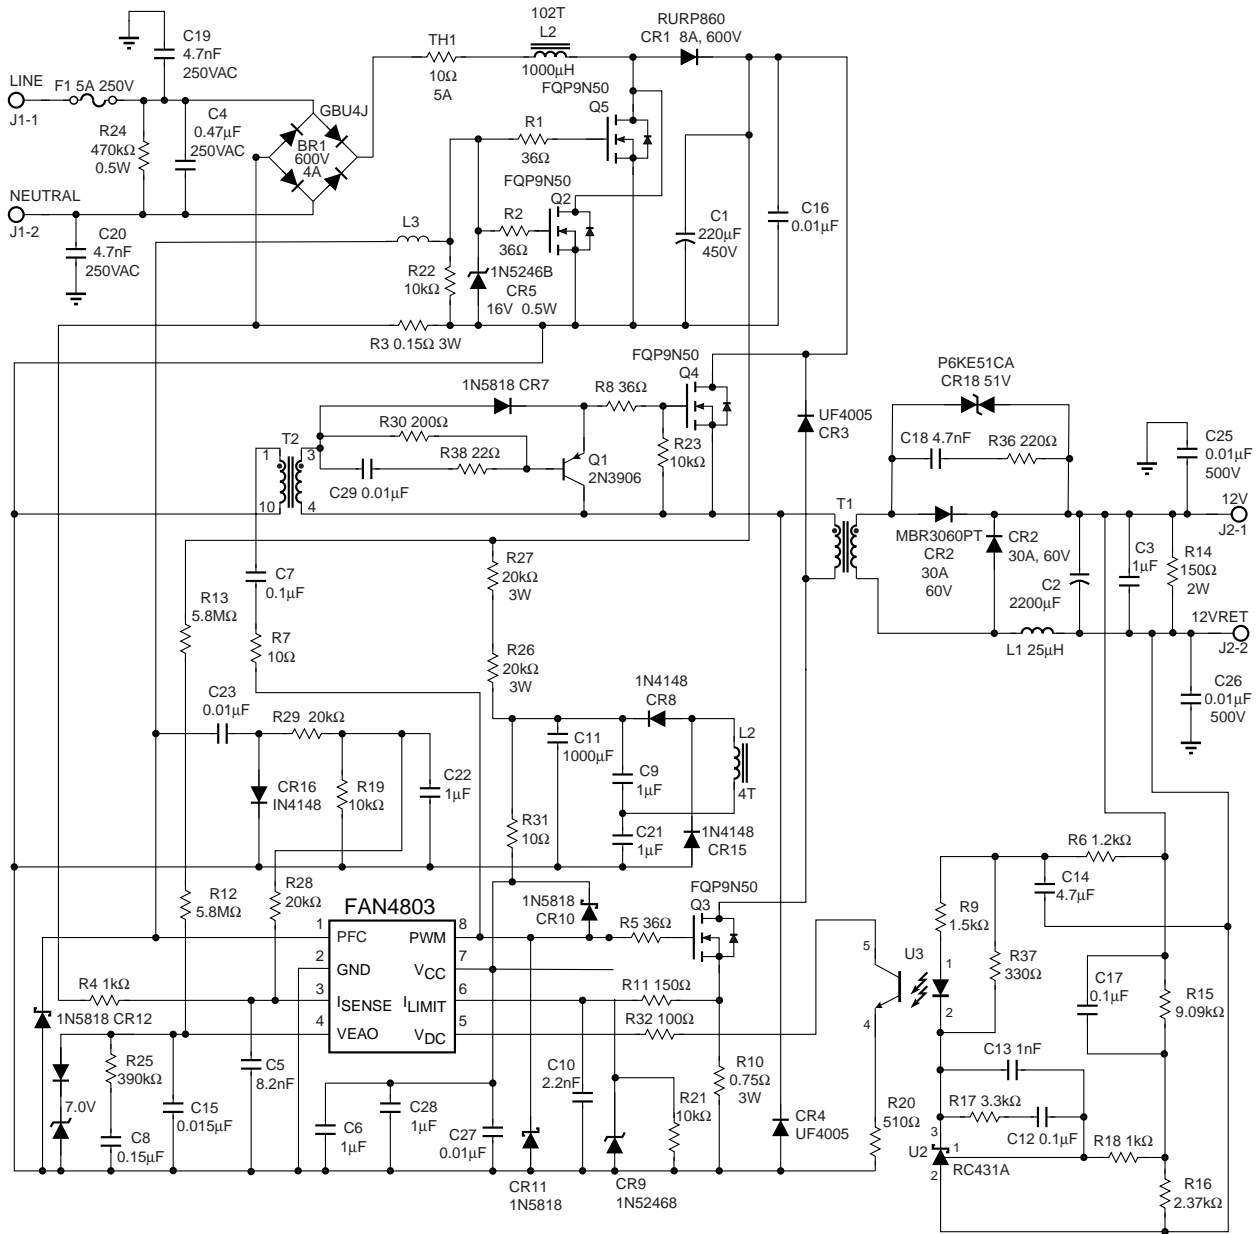 102T
L2
1000μH
RURP860
CR1 8A, 600V
C19
4.7nF
250VAC
TH1
10Ω
5A
LINE
J1-1
F1 5A 250V
R24
470kΩ
0.5W
C4
0.47μF
250VAC
GBU4J
BR1
600V
4A
FQP9N50
Q5
R1
36Ω
FQP9N50
Q2
R2
36Ω
NEUTRAL
J1-2
C20
4.7nF
250VAC
L3
R22
10kΩ
1N5246B
CR5
16V 0.5W
C1
220μF
450V
C16
0.01μF
R3 0.15Ω 3W
FQP9N50
Q4
P6KE51CA
CR18 51V
1N5818 CR7
R8 36Ω
UF4005
CR3
R30 200Ω
R38 22Ω
C29 0.01μF
Q1
2N3906
R23
10kΩ
C18 4.7nF
R36 220Ω
C25
0.01μF
500V
T2
1
3
10
4
T1
12V
J2-1
MBR3060PT
CR2
30A
60V
CR2
30A, 60V
C2
2200μF
C3
1μF
R14
150Ω
2W
12VRET
J2-2
L1 25μH
C26
0.01μF
500V
R13
5.8MΩ
C7
0.1μF
R7
10Ω
R27
20kΩ
3W
R26
20kΩ
3W
C23
0.01μF
R29 20kΩ
1N4148
CR8
L2
4T
CR16
IN4148
R19
10kΩ
C22
1μF
C11
1000μF
C9
1μF
R31
10Ω
C21
1μF
1N4148
CR15
R12
5.8MΩ
R28
20kΩ
R6 1.2kΩ
C14
4.7μF
FAN4803
1
PFC
PWM
8
2
GND
VCC
7
3
ISENSE
ILIMIT
6
4
VEAO
VDC
5
1N5818
CR10
FQP9N50
Q3
R5 36Ω
R9
1.5kΩ
U3
5
4
1
2
R37
330Ω
C17
0.1μF
R15
9.09kΩ
R4 1kΩ
R11 150Ω
R32 100Ω
1N5818 CR12
R25
390kΩ
7.0V
C8
0.15μF
C15
0.015μF
C5
8.2nF
C10
2.2nF
R10
0.75Ω
3W
C6
1μF
C28
1μF
C27
0.01μF
R21
10kΩ
CR4
UF4005
R20
510Ω
C13 1nF
R17 3.3kΩ
C12 0.1μF
R18 1kΩ
3
U2
1
2
RC431A
R16
2.37kΩ
CR11
1N5818
CR9
1N52468